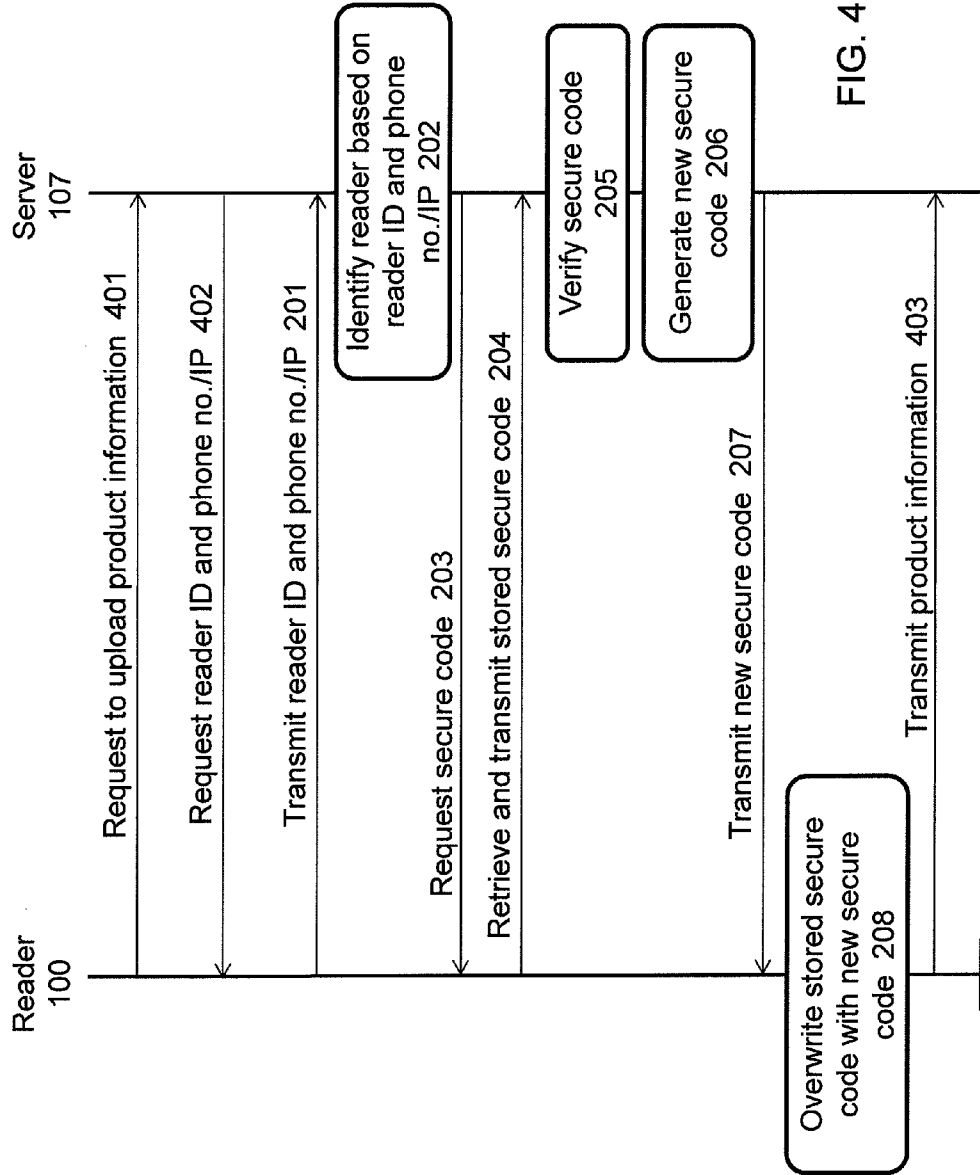 Reader
100
Server
107
Request to upload product information 401
Request reader ID and phone no./IP 402
Transmit reader ID and phone no./IP 201
Identify reader based on
reader ID and phone
no./IP 202
Request secure code 203
Retrieve and transmit stored secure code 204
Verify secure code
205
Generate new secure
code 206
Transmit new secure code 207
Overwrite stored secure
code with new secure
code 208
Transmit product information 403
FIG. 4